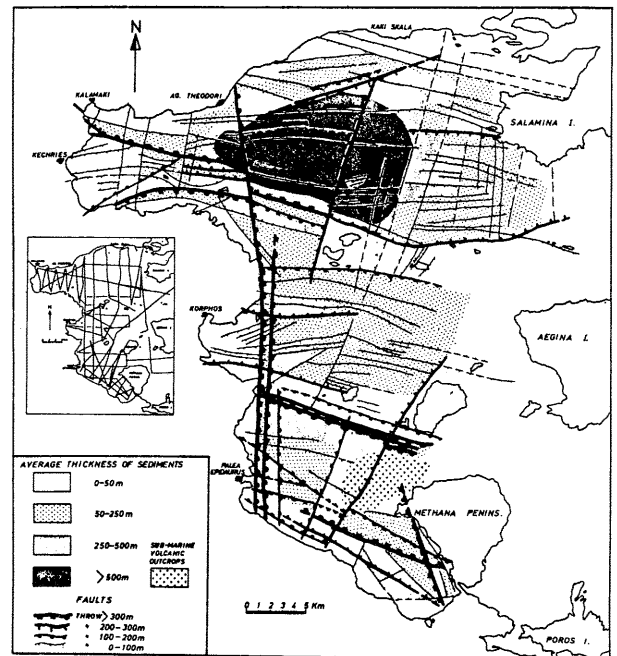 N
KAKI SKALA
KALAMAKI
AG. THEODORI
SALAMINA I.
KECHRIES
KORPHOS
AEGINA I.
PALEA
EPIDAURUS
METHANA PENINS.
0 1 2 3 4 5 Km
POROS I.
AVERAGE THICKNESS OF SEDIMENTS
0-50 m
50-250m
250-500m
>500m
SUB-MARINE
VOLCANIC
OUTCROPS
FAULTS
THROW >300m
" 200-300m
" 100-200m
" 0-100m